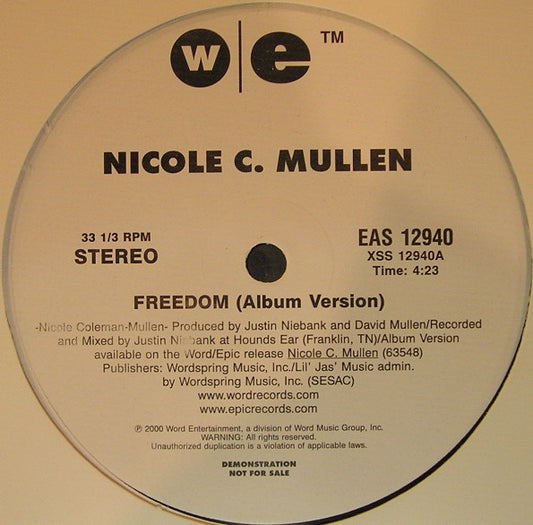 w|e™
NICOLE C. MULLEN
33 1/3 RPM
STEREO
EAS 12940
XSS 12940A
Time: 4:23
FREEDOM (Album Version)
-Nicole Coleman-Mullen- Produced by Justin Niebank and David Mullen/Recorded
and Mixed by Justin Niebank at Hounds Ear (Franklin, TN)/Album Version
available on the Word/Epic release Nicole C. Mullen (63548)
Publishers: Wordspring Music, Inc./Lil' Jas' Music admin.
by Wordspring Music, Inc. (SESAC)
www.wordrecords.com
www.epicrecords.com
℗ 2000 Word Entertainment, a division of Word Music Group, Inc.
WARNING: All rights reserved.
Unauthorized duplication is a violation of applicable laws.
DEMONSTRATION
NOT FOR SALE